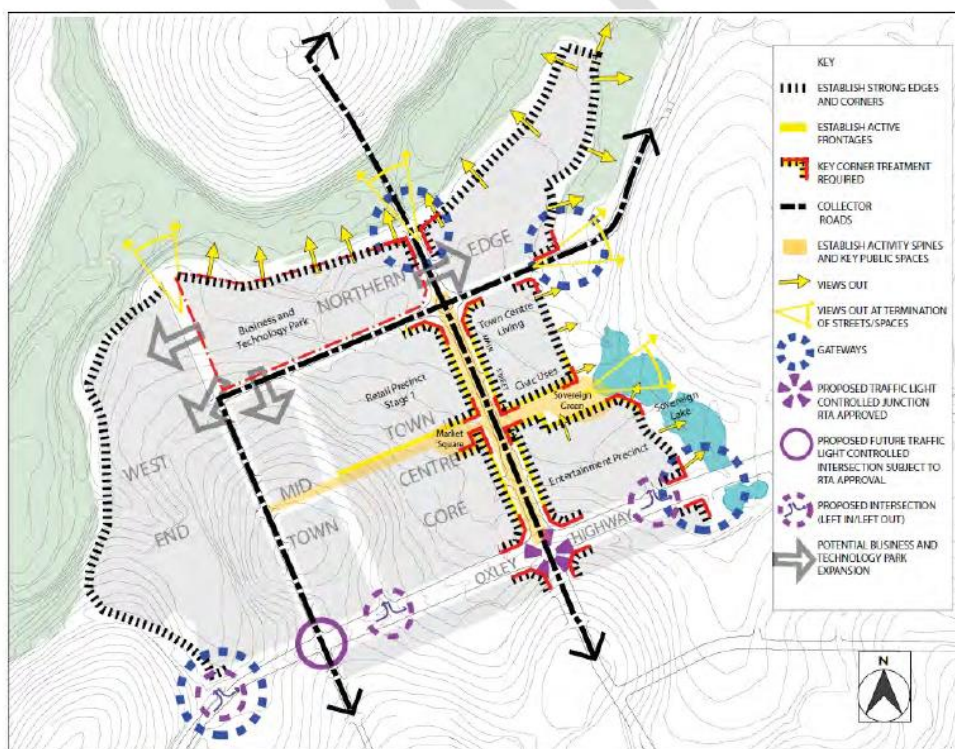 KEY
ESTABLISH STRONG EDGES
AND CORNERS
ESTABLISH ACTIVE
FRONTAGES
KEY CORNER TREATMENT
REQUIRED
COLLECTOR
ROADS
ESTABLISH ACTIVITY SPINES
AND KEY PUBLIC SPACES
VIEWS OUT
VIEWS OUT AT TERMINATION
OF STREETS/SPACES
GATEWAYS
PROPOSED TRAFFIC LIGHT
CONTROLLED JUNCTION
RTA APPROVED
PROPOSED FUTURE TRAFFIC
LIGHT CONTROLLED
INTERSECTION SUBJECT TO
RTA APPROVAL
PROPOSED INTERSECTION
(LEFT IN/LEFT OUT)
POTENTIAL BUSINESS AND
TECHNOLOGY PARK
EXPANSION
N
NORTHERN EDGE
Business and
Technology Park
Town Centre
Living
MAIN STREET
Retail Precinct
Stage 1
Civic Uses
Sovereign
Green
Sovereign
Lake
Market
Square
Entertainment Precinct
TOWN
CENTRE
CORE
MID
TOWN
WEST
END
OXLEY HIGHWAY